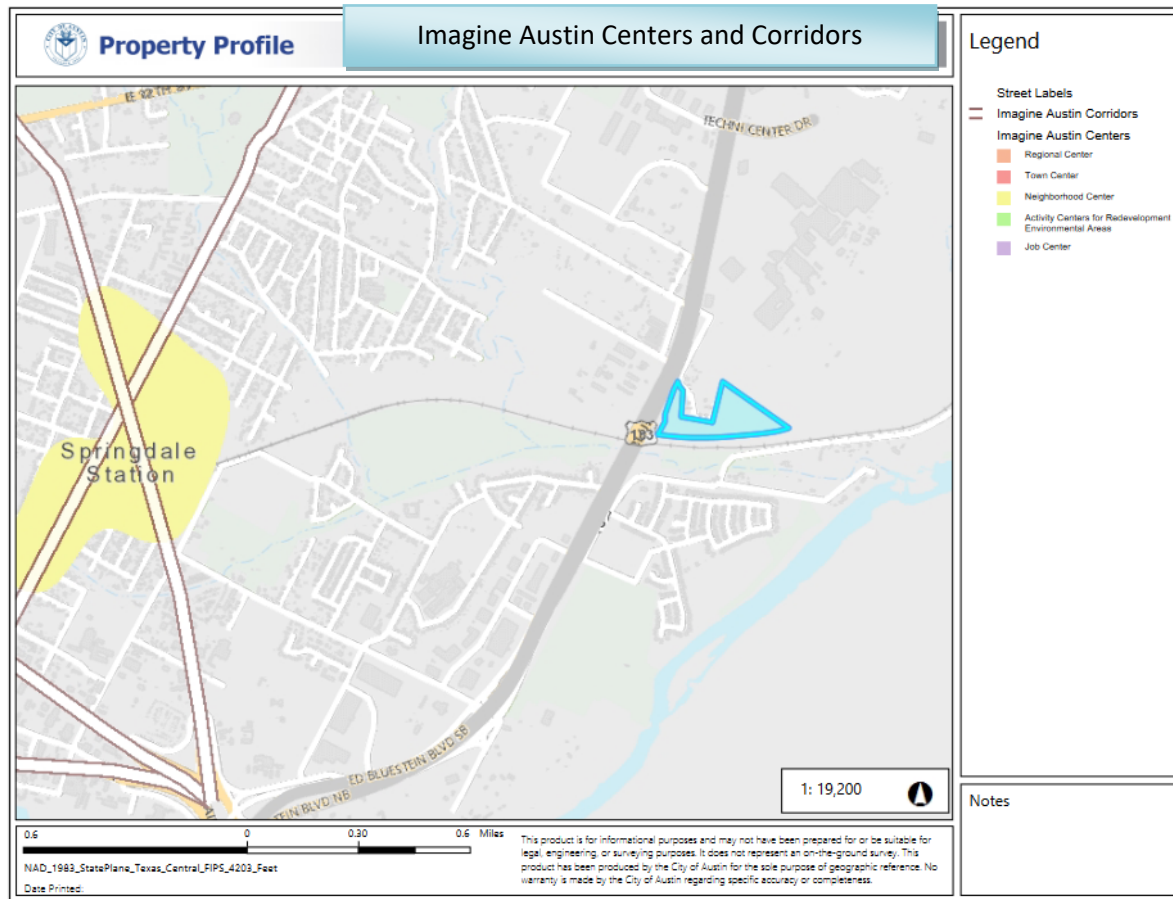 Property Profile
Imagine Austin Centers and Corridors
Legend
Street Labels
Imagine Austin Corridors
Imagine Austin Centers
Regional Center
Town Center
Neighborhood Center
Activity Centers for Redevelopment
Environmental Areas
Job Center
TECHNI CENTER DR
183
Springdale
Station
ED BLUESTEIN BLVD SB
STEIN BLVD NB
1: 19,200
Notes
0.6 0 0.30 0.6 Miles
NAD_1983_StatePlane_Texas_Central_FIPS_4203_Feet
Date Printed:
This product is for informational purposes and may not have been prepared for or be suitable for
legal, engineering, or surveying purposes. It does not represent an on-the-ground survey. This
product has been produced by the City of Austin for the sole purpose of geographic reference. No
warranty is made by the City of Austin regarding specific accuracy or completeness.